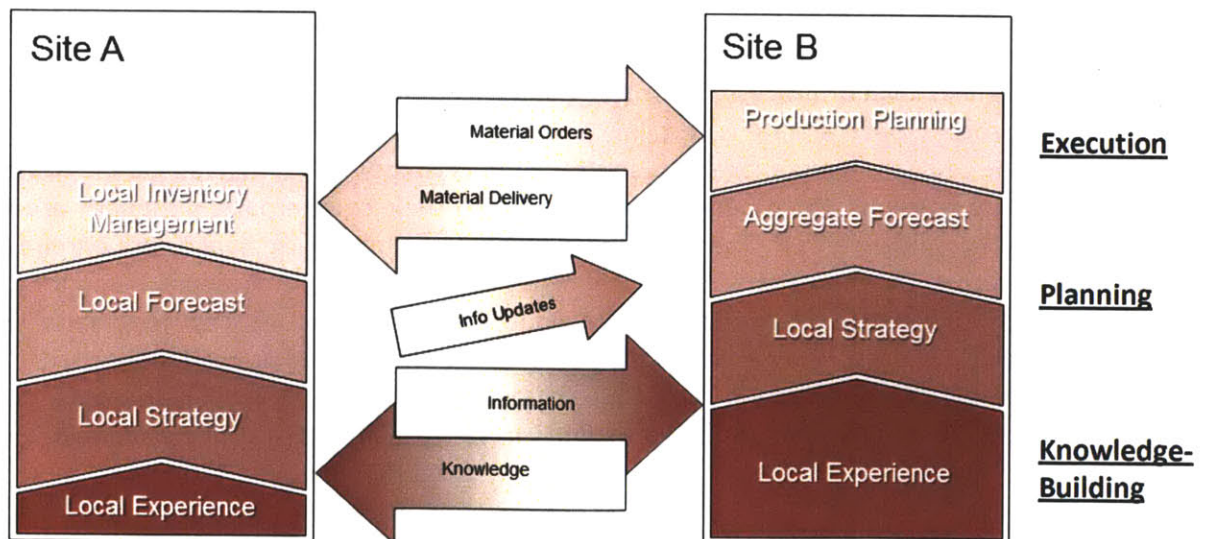 Site A
Local Inventory
Management
Local Forecast
Local Strategy
Local Experience
Material Orders
Material Delivery
Info Updates
Information
Knowledge
Site B
Production Planning
Aggregate Forecast
Local Strategy
Local Experience
Execution
Planning
Knowledge-
Building